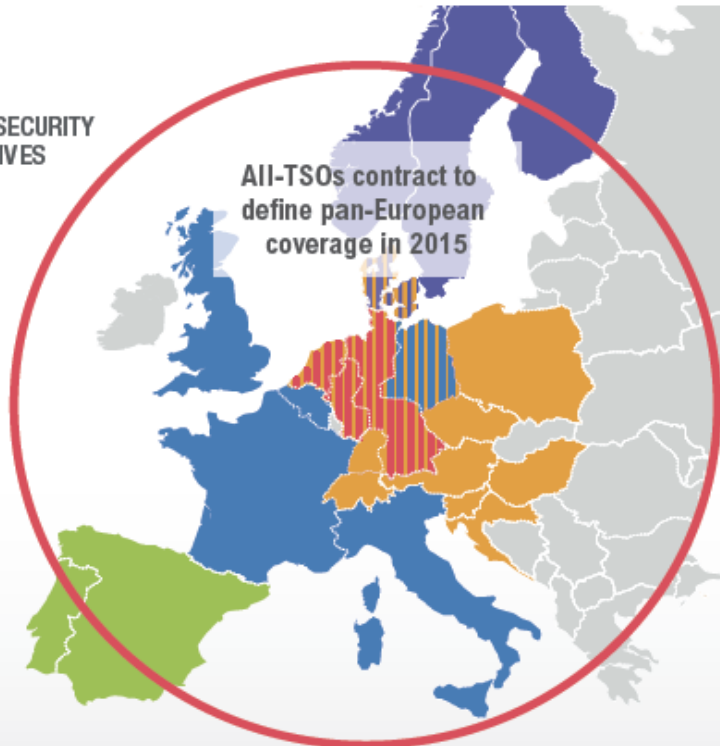 SECURITY
IVES
All-TSOs contract to
define pan-European
coverage in 2015